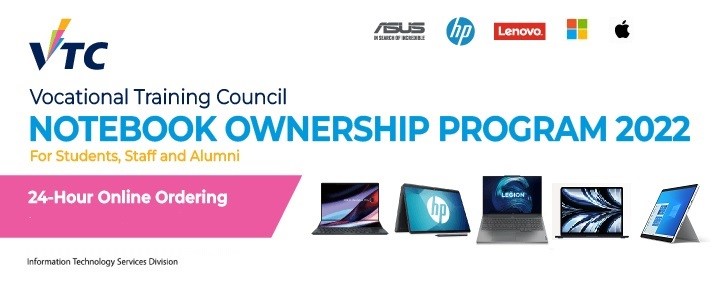 VTC
ASUS
IN SEARCH OF INCREDIBLE
hp
Lenovo.
Vocational Training Council
NOTEBOOK OWNERSHIP PROGRAM 2022
For Students, Staff and Alumni
24-Hour Online Ordering
hp
LEGION
Information Technology Services Division